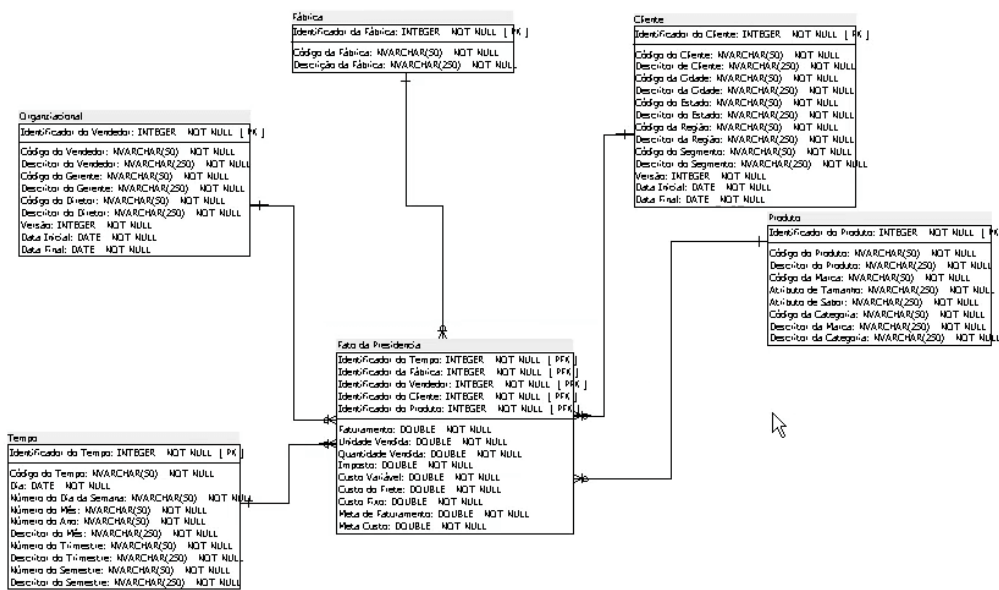 Fábrica
Identificador da Fábrica: INTEGER NOT NULL [ PK ]
Código da Fábrica: NVARCHAR(50) NOT NULL
Descrição da Fábrica: NVARCHAR(250) NOT NULL
Cliente
Identificador do Cliente: INTEGER NOT NULL [ PK ]
Código do Cliente: NVARCHAR(50) NOT NULL
Descritor de Cliente: NVARCHAR(250) NOT NULL
Código da Cidade: NVARCHAR(50) NOT NULL
Descritor da Cidade: NVARCHAR(250) NOT NULL
Código do Estado: NVARCHAR(50) NOT NULL
Descritor do Estado: NVARCHAR(250) NOT NULL
Código da Região: NVARCHAR(50) NOT NULL
Descritor da Região: NVARCHAR(250) NOT NULL
Código do Segmento: NVARCHAR(50) NOT NULL
Descritor do Segmento: NVARCHAR(250) NOT NULL
Versão: INTEGER NOT NULL
Data Inicial: DATE NOT NULL
Data Final: DATE NOT NULL
Organziacional
Identificador do Vendedor: INTEGER NOT NULL [ PK ]
Código do Vendedor: NVARCHAR(50) NOT NULL
Descritor do Vendedor: NVARCHAR(250) NOT NULL
Código do Gerente: NVARCHAR(50) NOT NULL
Descritor do Gerente: NVARCHAR(250) NOT NULL
Código do Diretor: NVARCHAR(50) NOT NULL
Descritor do Diretor: NVARCHAR(250) NOT NULL
Versão: INTEGER NOT NULL
Data Inicial: DATE NOT NULL
Data Final: DATE NOT NULL
Produto
Identificador do Produto: INTEGER NOT NULL [ PK
Código do Produto: NVARCHAR(50) NOT NULL
Descritor do Produto: NVARCHAR(250) NOT NULL
Código da Marca: NVARCHAR(50) NOT NULL
Atributo de Tamanho: NVARCHAR(250) NOT NULL
Atributo de Sabor: NVARCHAR(250) NOT NULL
Código da Categoria: NVARCHAR(50) NOT NULL
Descritor da Marca: NVARCHAR(250) NOT NULL
Descritor da Categoria: NVARCHAR(250) NOT NULL
Fato da Presidencia
Identificador do Tempo: INTEGER NOT NULL [ PFK ]
Identificador da Fábrica: INTEGER NOT NULL [ PFK ]
Identificador do Vendedor: INTEGER NOT NULL [ PFK ]
Identificador do Cliente: INTEGER NOT NULL [ PFK ]
Identificador do Produto: INTEGER NOT NULL [ PFK ]
Faturamento: DOUBLE NOT NULL
Unidade Vendida: DOUBLE NOT NULL
Quantidade Vendida: DOUBLE NOT NULL
Imposto: DOUBLE NOT NULL
Custo Variável: DOUBLE NOT NULL
Custo do Frete: DOUBLE NOT NULL
Custo Fixo: DOUBLE NOT NULL
Meta de Faturamento: DOUBLE NOT NULL
Meta Custo: DOUBLE NOT NULL
Tempo
Identificador do Tempo: INTEGER NOT NULL [ PK ]
Código do Tempo: NVARCHAR(50) NOT NULL
Dia: DATE NOT NULL
Número do Dia da Semana: NVARCHAR(50) NOT NULL
Número do Mês: NVARCHAR(50) NOT NULL
Número do Ano: NVARCHAR(50) NOT NULL
Descritor do Mês: NVARCHAR(250) NOT NULL
Número do Trimestre: NVARCHAR(50) NOT NULL
Descritor do Trimestre: NVARCHAR(250) NOT NULL
Número do Semestre: NVARCHAR(50) NOT NULL
Descritor do Semestre: NVARCHAR(250) NOT NULL